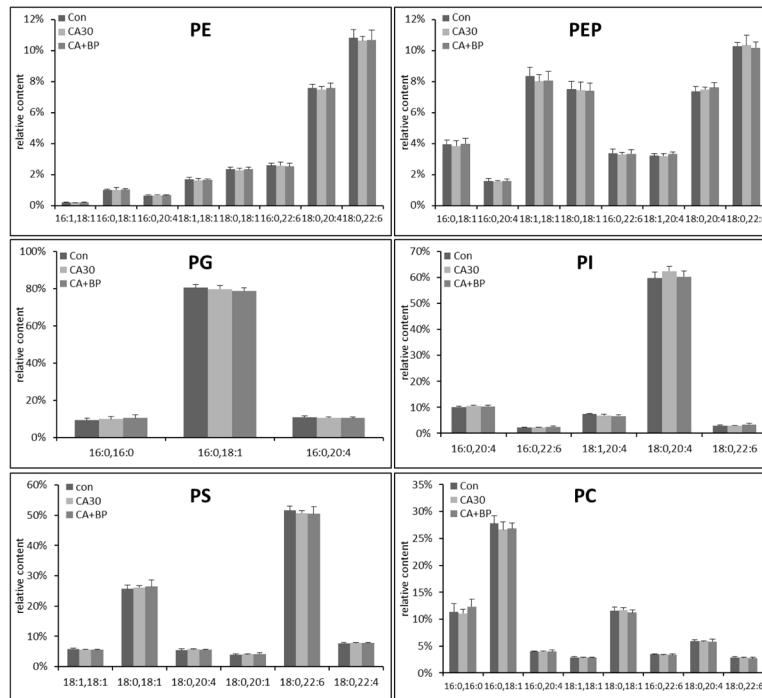 PE
Con
CA30
CA+BP
relative content
12%
10%
8%
6%
4%
2%
0%
16:1,18:1 16:0,18:1 16:0,20:4 18:1,18:1 18:0,18:1 16:0,22:6 18:0,20:4 18:0,22:6
PEP
Con
CA30
CA+BP
relative content
12%
10%
8%
6%
4%
2%
0%
16:0,18:1 16:0,20:4 18:1,18:1 18:0,18:1 16:0,22:6 18:1,20:4 18:0,20:4 18:0,22:6
PG
Con
CA30
CA+BP
relative content
100%
80%
60%
40%
20%
0%
16:0,16:0 16:0,18:1 16:0,20:4
PI
Con
CA30
CA+BP
relative content
70%
60%
50%
40%
30%
20%
10%
0%
16:0,20:4 16:0,22:6 18:1,20:4 18:0,20:4 18:0,22:6
PS
con
CA30
CA+BP
relative content
60%
50%
40%
30%
20%
10%
0%
18:1,18:1 18:0,18:1 18:0,20:4 18:0,20:1 18:0,22:6 18:0,22:4
PC
Con
CA30
CA+BP
relative content
35%
30%
25%
20%
15%
10%
5%
0%
16:0,16:0 16:0,18:1 16:0,20:4 18:1,18:1 18:0,18:1 16:0,22:6 18:0,20:4 18:0,22:6